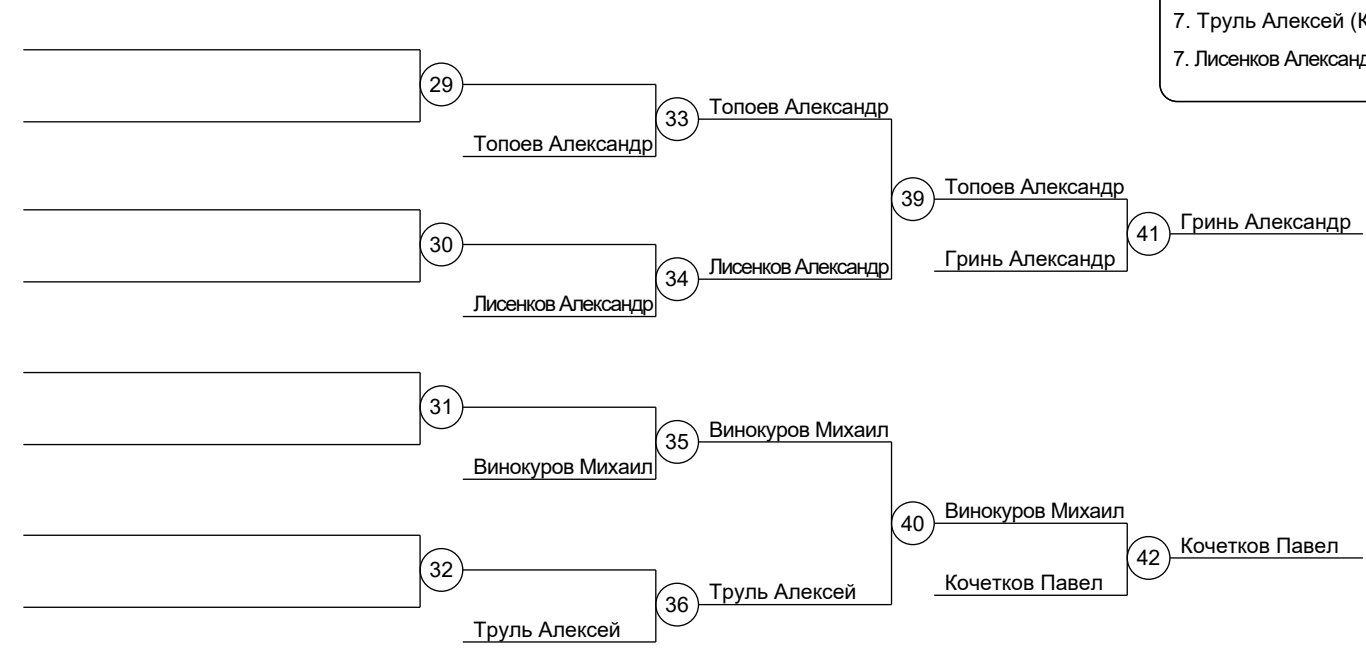 7. Труль Алексей (К
7. Лисенков Александ
29
33
Топоев Александр
Топоев Александр
39
Топоев Александр
30
34
Лисенков Александр
Лисенков Александр
Гринь Александр
41
Гринь Александр
31
35
Винокуров Михаил
Винокуров Михаил
40
Винокуров Михаил
32
36
Труль Алексей
Труль Алексей
Кочетков Павел
42
Кочетков Павел